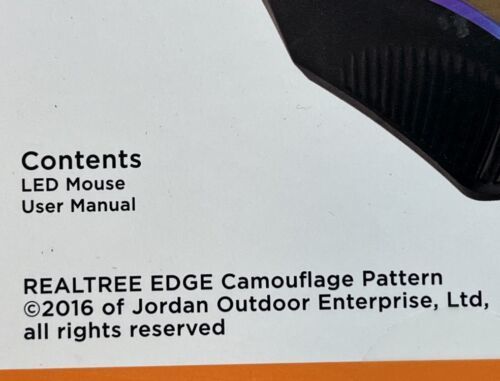 Contents
LED Mouse
User Manual
REALTREE EDGE Camouflage Pattern
©2016 of Jordan Outdoor Enterprise, Ltd,
all rights reserved